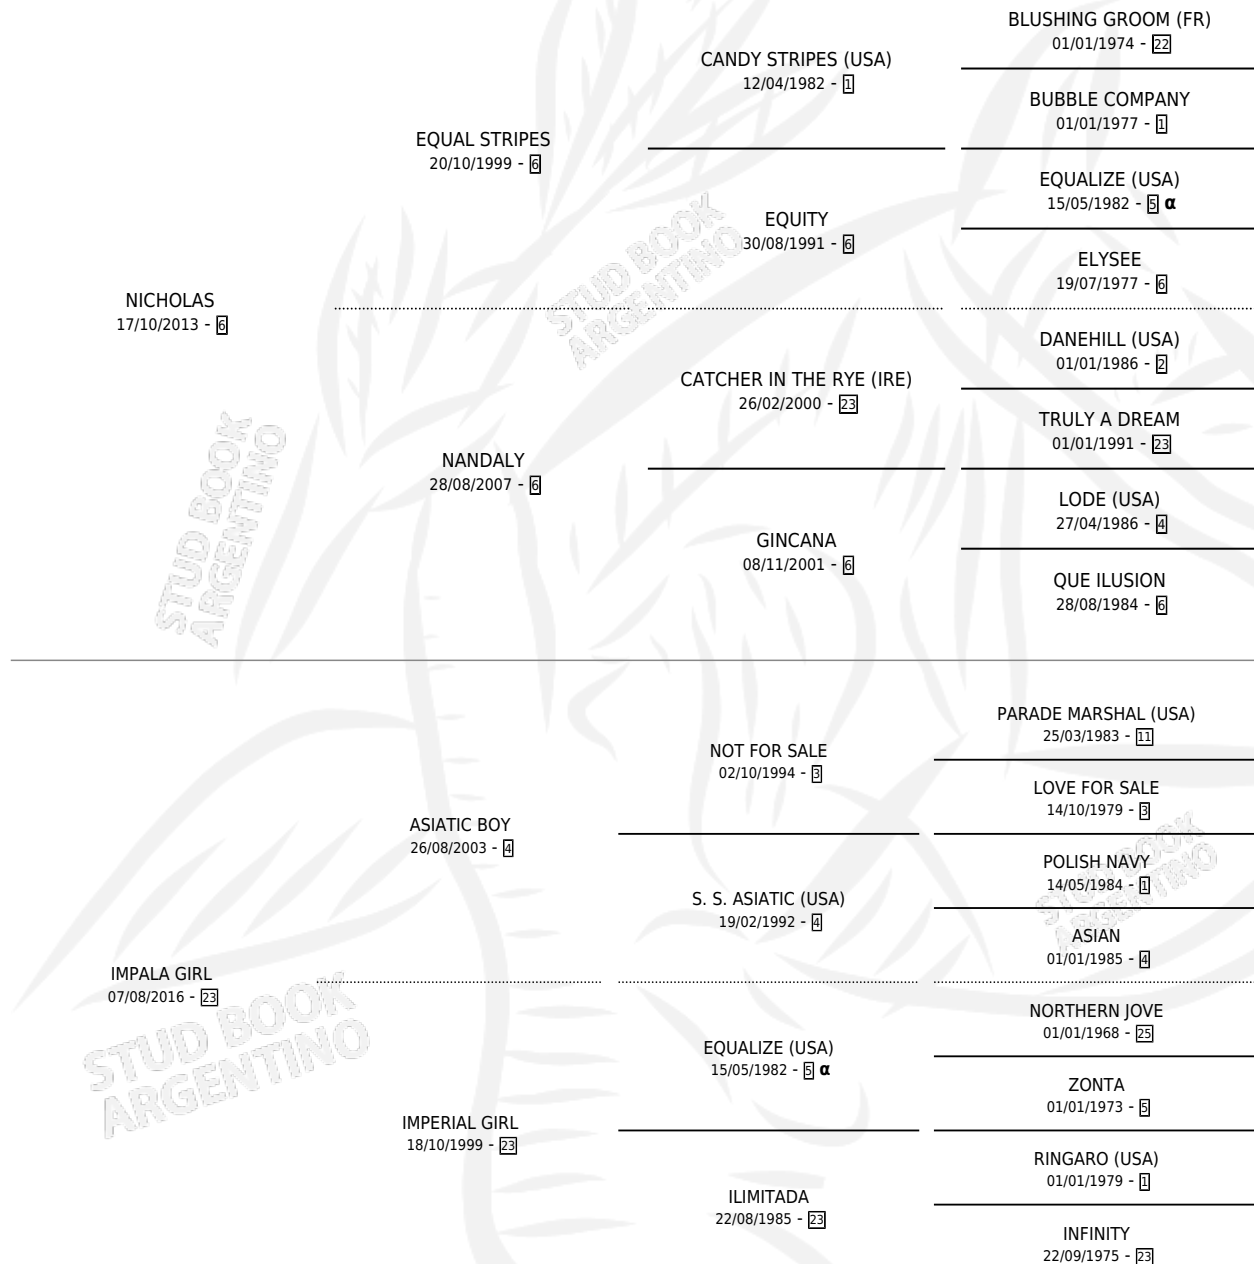 BLUSHING GROOM (FR)
01/01/1974 - 22
CANDY STRIPES (USA)
12/04/1982 - 1
BUBBLE COMPANY
01/01/1977 - 1
EQUAL STRIPES
20/10/1999 - 6
EQUALIZE (USA)
15/05/1982 - 5 α
EQUITY
30/08/1991 - 6
ELYSEE
19/07/1977 - 6
NICHOLAS
17/10/2013 - 6
DANEHILL (USA)
01/01/1986 - 2
CATCHER IN THE RYE (IRE)
26/02/2000 - 23
TRULY A DREAM
01/01/1991 - 23
NANDALY
28/08/2007 - 6
LODE (USA)
27/04/1986 - 4
GINCANA
08/11/2001 - 6
QUE ILUSION
28/08/1984 - 6
PARADE MARSHAL (USA)
25/03/1983 - 11
NOT FOR SALE
02/10/1994 - 3
LOVE FOR SALE
14/10/1979 - 3
ASIATIC BOY
26/08/2003 - 4
POLISH NAVY
14/05/1984 - 1
S. S. ASIATIC (USA)
19/02/1992 - 4
ASIAN
01/01/1985 - 4
IMPALA GIRL
07/08/2016 - 23
NORTHERN JOVE
01/01/1968 - 25
EQUALIZE (USA)
15/05/1982 - 5 α
ZONTA
01/01/1973 - 5
IMPERIAL GIRL
18/10/1999 - 23
RINGARO (USA)
01/01/1979 - 1
ILIMITADA
22/08/1985 - 23
INFINITY
22/09/1975 - 23
STUD BOOK
ARGENTINO
STUD BOOK
ARGENTINO
STUD BOOK
ARGENTINO
STUD BOOK
ARGENTINO